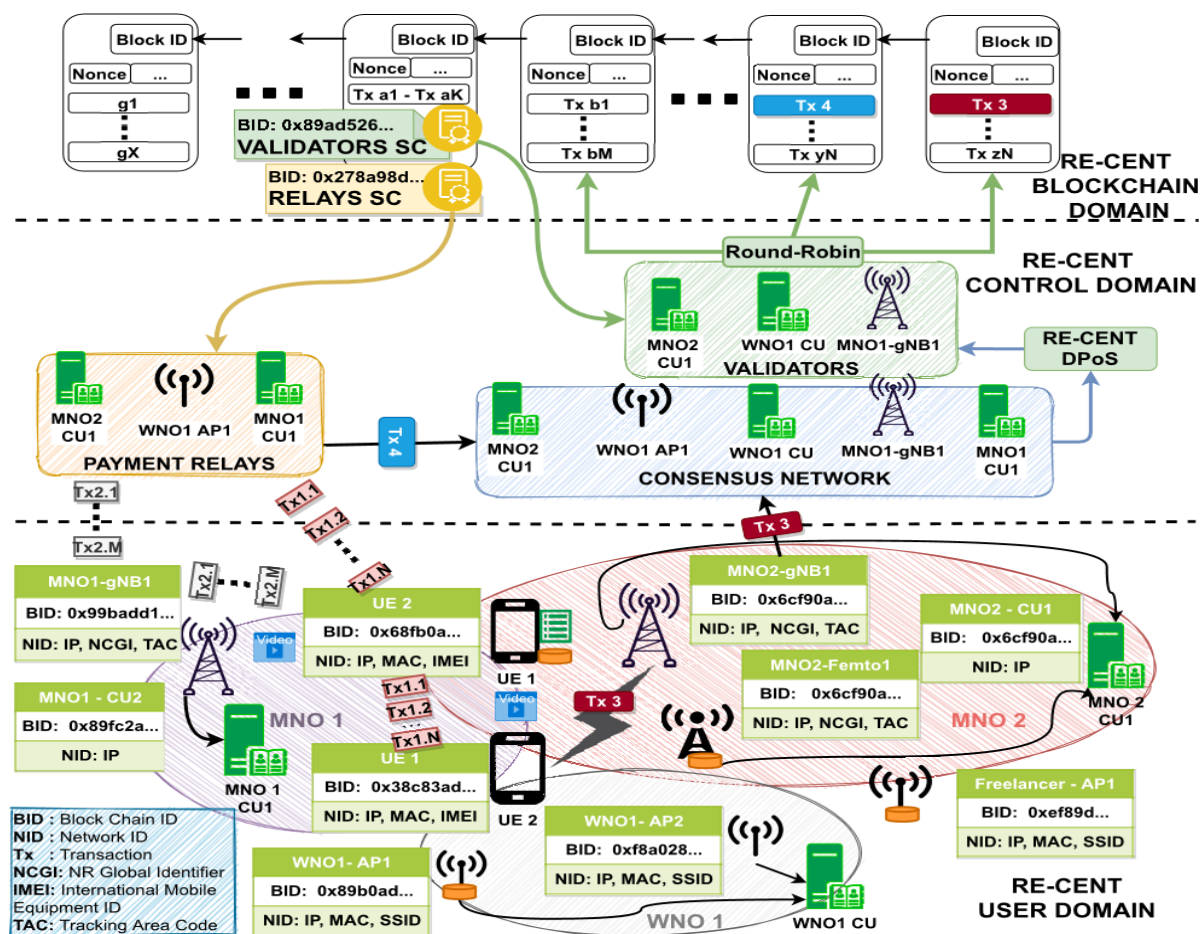 Block ID
Nonce
...
g1
gX
Block ID
Nonce
...
Tx a1 - Tx aK
BID: 0x89ad526...
VALIDATORS SC
BID: 0x278a98d...
RELAYS SC
Block ID
Nonce
...
Tx b1
Tx bM
Block ID
Nonce
...
Tx 4
Tx yN
Block ID
Nonce
...
Tx 3
Tx zN
RE-CENT
BLOCKCHAIN
DOMAIN
Round-Robin
RE-CENT
CONTROL DOMAIN
MNO2
CU1
WNO1 CU
MNO1-gNB1
VALIDATORS
RE-CENT
DPoS
MNO2
CU1
WNO1 AP1
MNO1
CU1
PAYMENT RELAYS
Tx 4
MNO2
CU1
WNO1 AP1
WNO1 CU
MNO1-gNB1
MNO1
CU1
CONSENSUS NETWORK
Tx2.1
Tx2.M
Tx1.1
Tx1.2
Tx1.N
Tx 3
Tx2.1
Tx2.M
MNO1-gNB1
BID: 0x99badd1...
NID: IP, NCGI, TAC
UE 2
BID: 0x68fb0a...
NID: IP, MAC, IMEI
Video
UE 1
MNO2-gNB1
BID: 0x6cf90a...
NID: IP, NCGI, TAC
MNO2 - CU1
BID: 0x6cf90a...
NID: IP
MNO2-Femto1
BID: 0x6cf90a...
NID: IP, NCGI, TAC
MNO 2
CU1
MNO 2
MNO1 - CU2
BID: 0x89fc2a...
NID: IP
MNO 1
MNO 1
CU1
Tx1.1
Tx1.2
Tx1.N
Video
Tx 3
UE 1
BID: 0x38c83ad...
NID: IP, MAC, IMEI
UE 2
Freelancer - AP1
BID: 0xef89d...
NID: IP, MAC, SSID
WNO1- AP2
BID: 0xf8a028...
NID: IP, MAC, SSID
WNO1- AP1
BID: 0x89b0ad...
NID: IP, MAC, SSID
WNO 1
WNO1 CU
BID : Block Chain ID
NID : Network ID
Tx : Transaction
NCGI: NR Global Identifier
IMEI: International Mobile
Equipment ID
TAC: Tracking Area Code
RE-CENT
USER DOMAIN